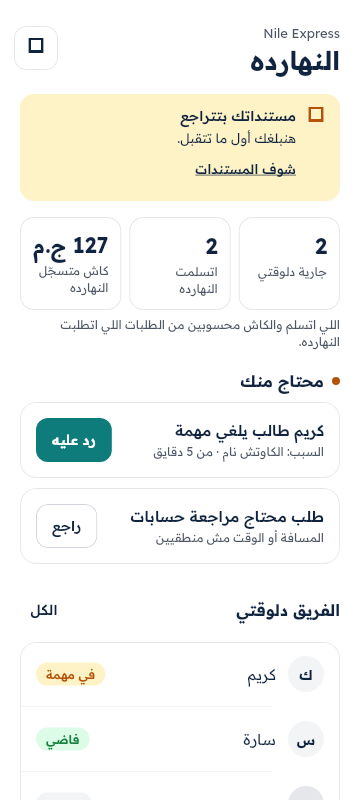 Nile Express
النهارده
مستنداتك بتتراجع
هنبلغك أول ما تتقبل.
شوف المستندات
2
جارية دلوقتي
2
اتسلمت
النهارده
127 ج.م
كاش متسجّل
النهارده
اللي اتسلم والكاش محسوبين من الطلبات اللي اتطلبت
النهارده.
محتاج منك
كريم طالب يلغي مهمة
السبب: الكاوتش نام · من 5 دقايق
رد عليه
طلب محتاج مراجعة حسابات
المسافة أو الوقت مش منطقيين
راجع
الفريق دلوقتي
الكل
ك
كريم
في مهمة
س
سارة
فاضي